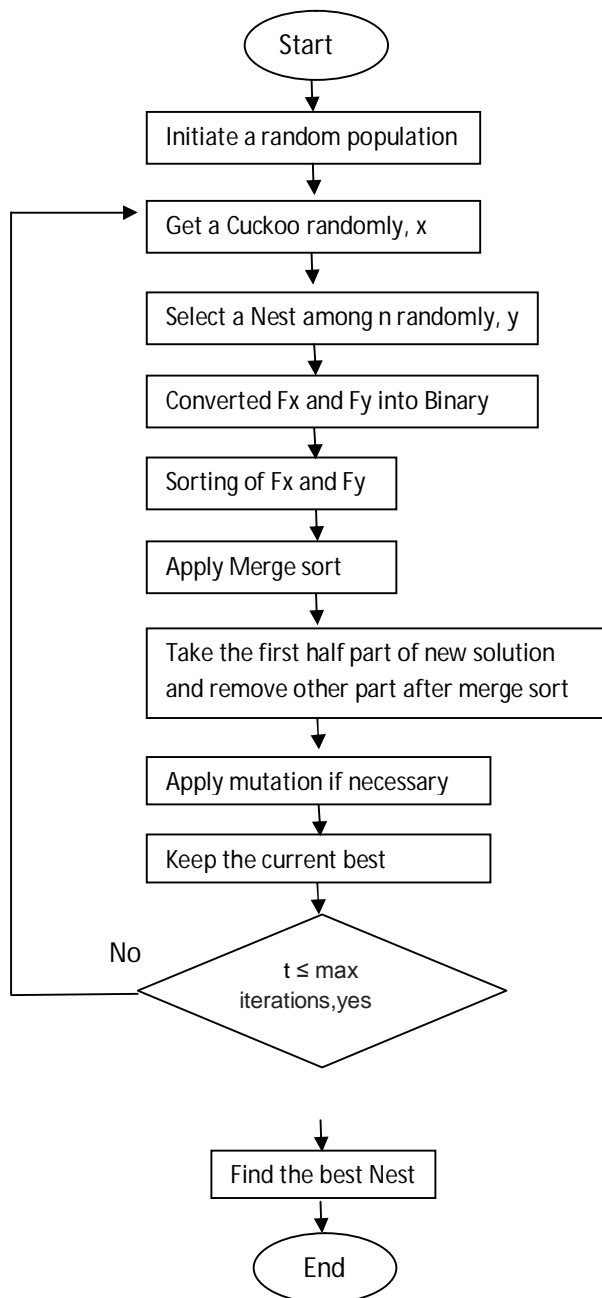 Start
Initiate a random population
Get a Cuckoo randomly, x
Select a Nest among n randomly, y
Converted Fx and Fy into Binary
Sorting of Fx and Fy
Apply Merge sort
Take the first half part of new solution
and remove other part after merge sort
Apply mutation if necessary
Keep the current best
No
t ≤ max
iterations,yes
Find the best Nest
End